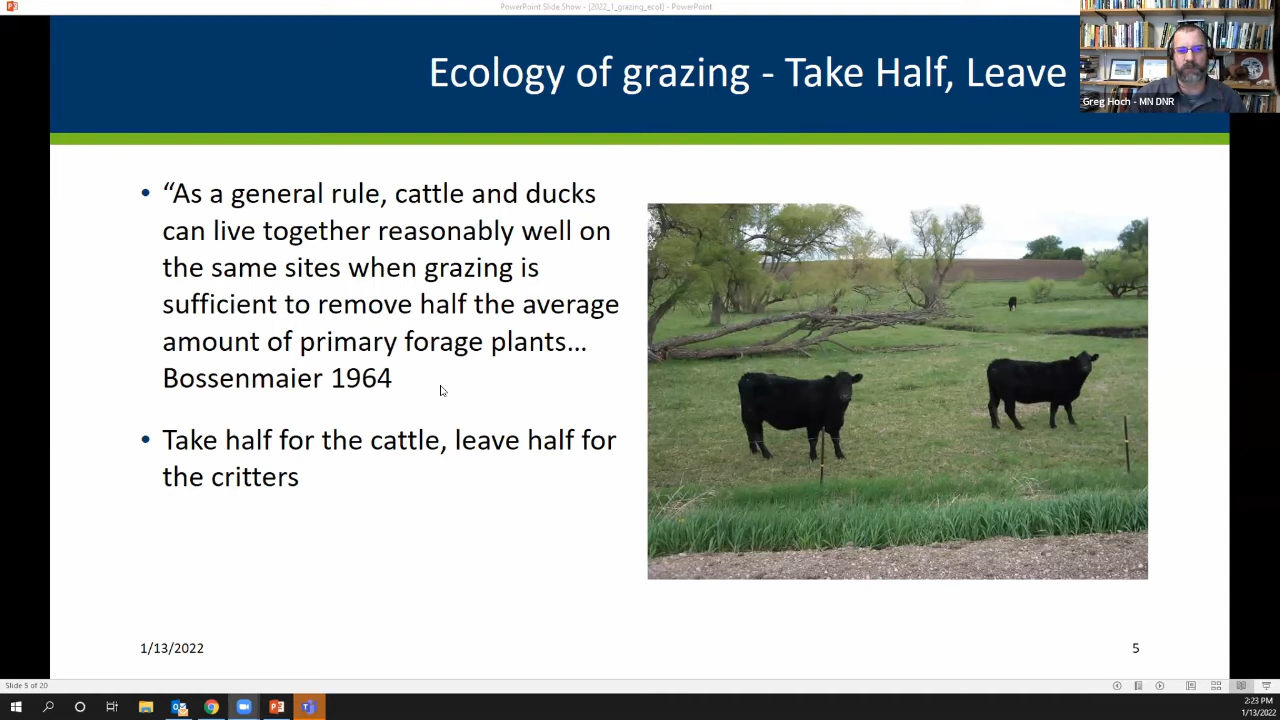 PowerPoint Slide Show - [2022_1_grazing_ecol] - PowerPoint
Ecology of grazing - Take Half, Leave
Greg Hoch - MN DNR
• “As a general rule, cattle and ducks
can live together reasonably well on
the same sites when grazing is
sufficient to remove half the average
amount of primary forage plants…
Bossenmaier 1964
• Take half for the cattle, leave half for
the critters
1/13/2022
5
Slide 5 of 20
2:23 PM
1/13/2022